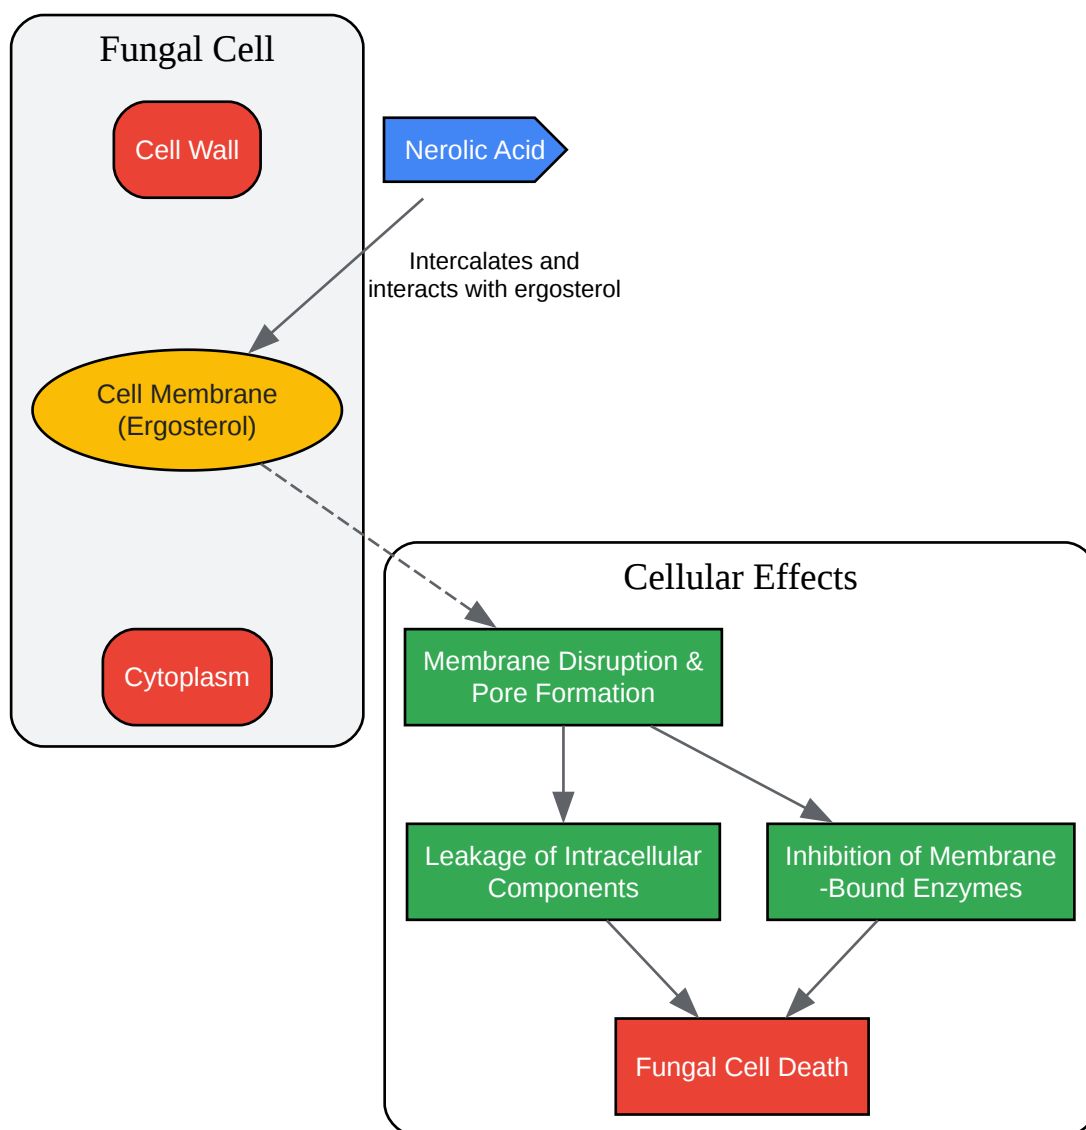 Fungal Cell
Cell Wall
Nerolic Acid
Intercalates and
interacts with ergosterol
Cell Membrane
(Ergosterol)
Cytoplasm
Cellular Effects
Membrane Disruption &
Pore Formation
Leakage of Intracellular
Components
Inhibition of Membrane
-Bound Enzymes
Fungal Cell Death